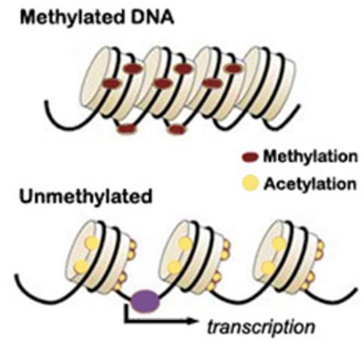 Methylated DNA
Methylation
Acetylation
Unmethylated
transcription